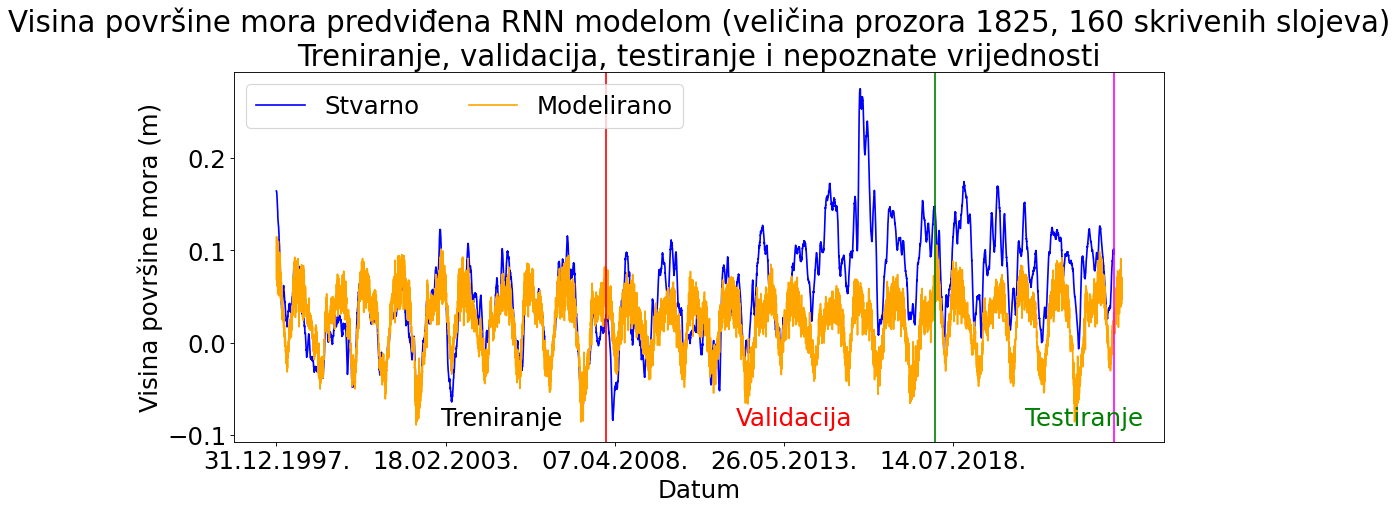 Visina površine mora predviđena RNN modelom (veličina prozora 1825, 160 skrivenih slojeva)
Treniranje, validacija, testiranje i nepoznate vrijednosti
Stvarno
Modelirano
Visina površine mora (m)
0.2
0.1
0.0
−0.1
Treniranje
Validacija
Testiranje
31.12.1997.
18.02.2003.
07.04.2008.
26.05.2013.
14.07.2018.
Datum